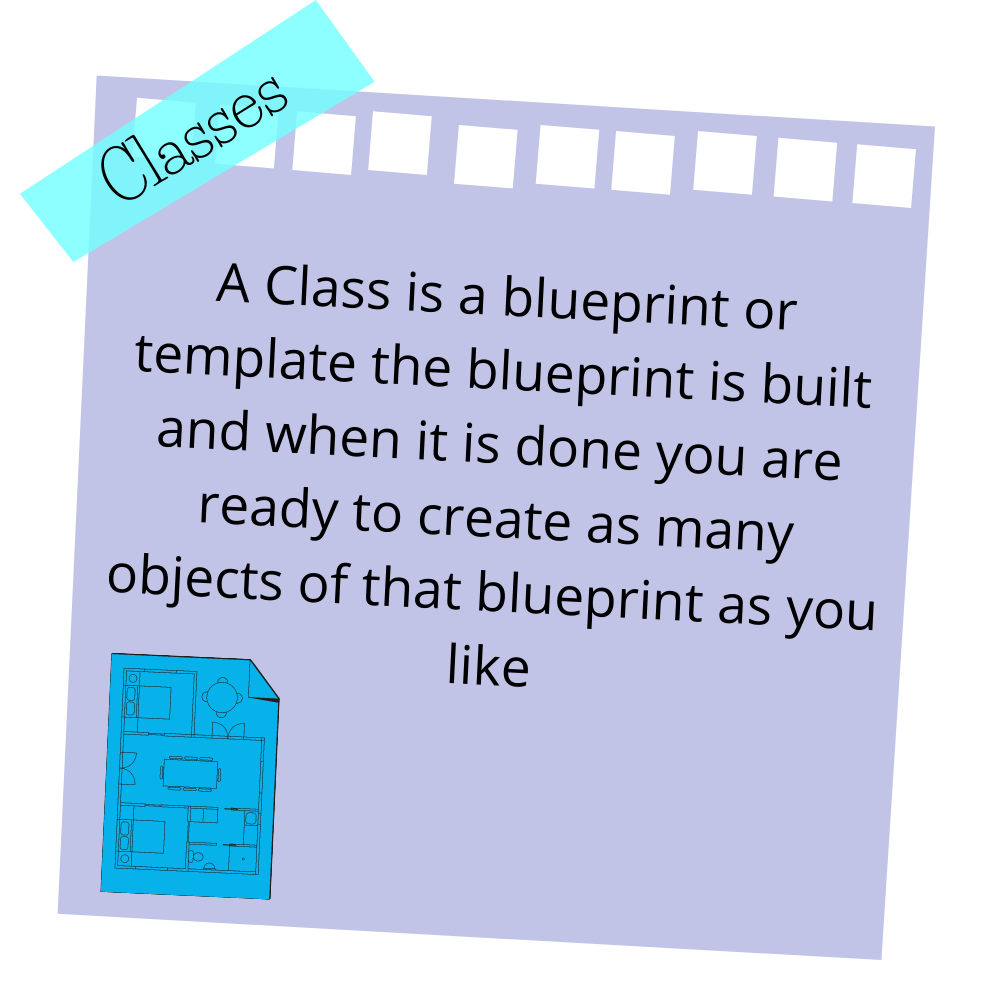 Classes
A Class is a blueprint or
template the blueprint is built
and when it is done you are
ready to create as many
objects of that blueprint as you
like